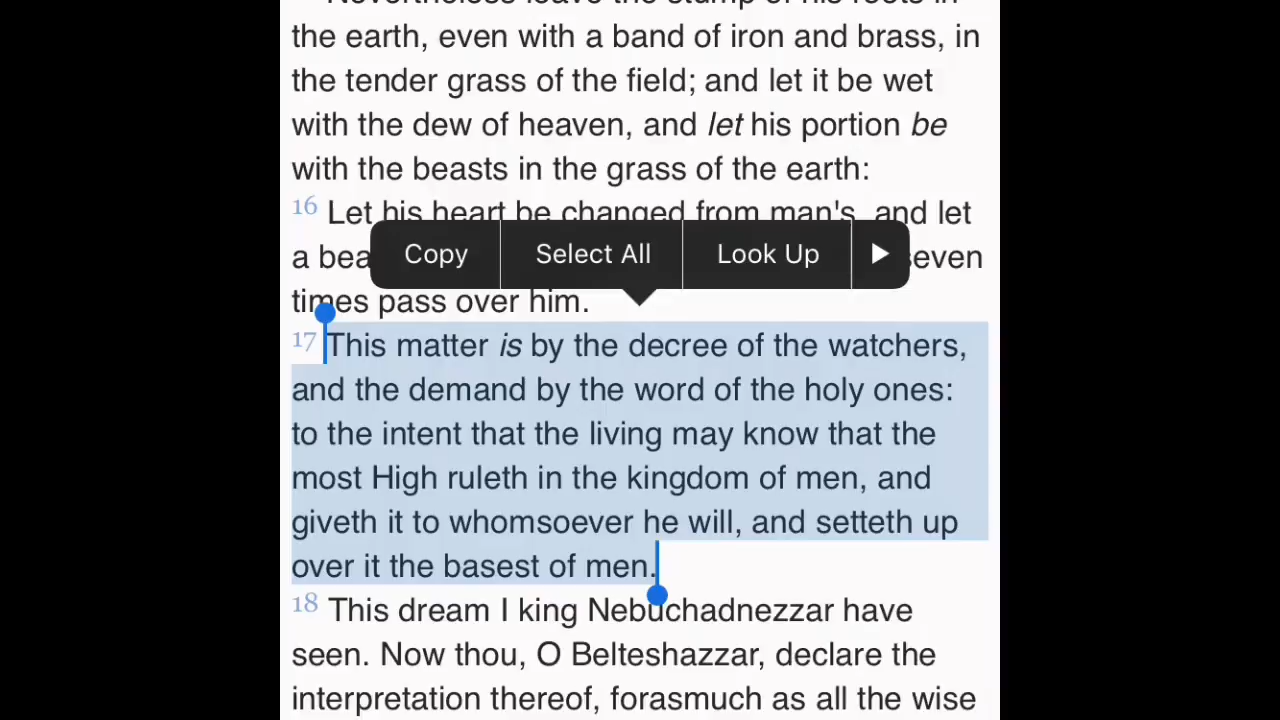 the earth, even with a band of iron and brass, in
the tender grass of the field; and let it be wet
with the dew of heaven, and let his portion be
with the beasts in the grass of the earth:
16 Let his heart be changed from man's, and let
a bea seven
Copy Select All Look Up ▶
times pass over him.
17 This matter is by the decree of the watchers,
and the demand by the word of the holy ones:
to the intent that the living may know that the
most High ruleth in the kingdom of men, and
giveth it to whomsoever he will, and setteth up
over it the basest of men.
18 This dream I king Nebuchadnezzar have
seen. Now thou, O Belteshazzar, declare the
interpretation thereof, forasmuch as all the wise